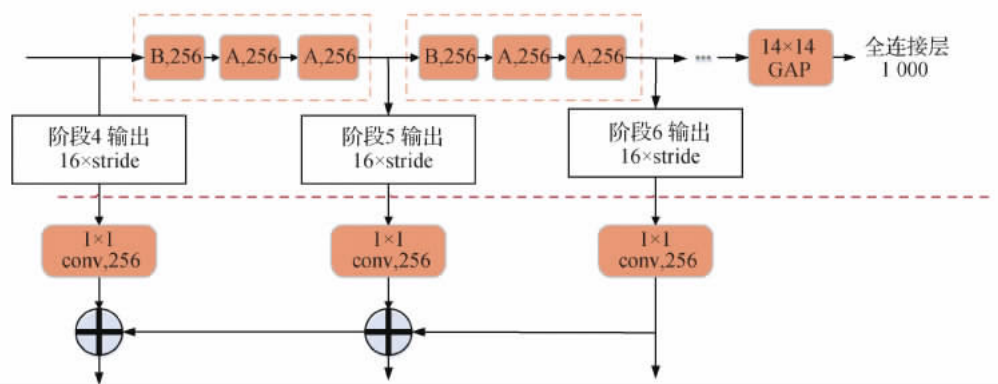 B,256
A,256
A,256
B,256
A,256
A,256
14×14
GAP
全连接层
1 000
阶段4 输出
16×stride
阶段5 输出
16×stride
阶段6 输出
16×stride
1×1
conv,256
1×1
conv,256
1×1
conv,256